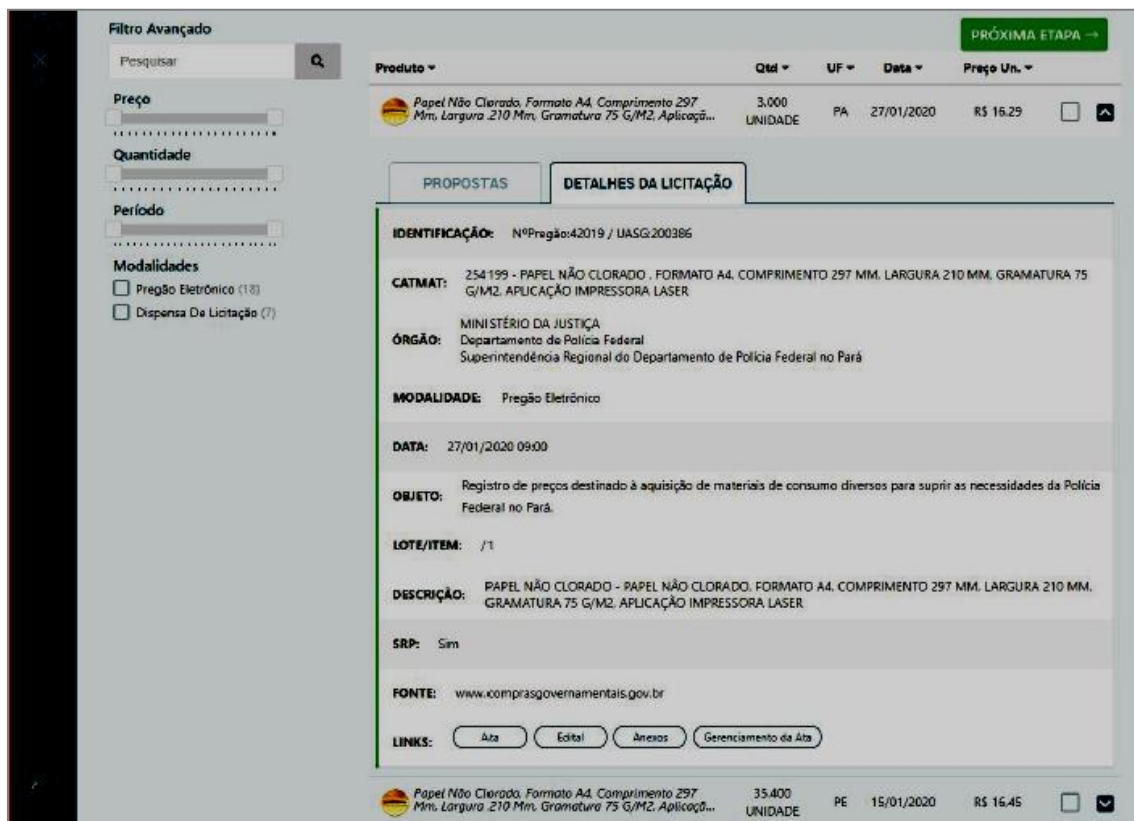 Filtro Avançado
Pesquisar
Preço
Quantidade
Período
Modalidades
Pregão Eletrônico (18)
Dispensa De Licitação (7)
PRÓXIMA ETAPA →
Produto Qtd UF Data Preço Un.
Papel Não Clorado, Formato A4, Comprimento 297
Mm, Largura 210 Mm, Gramatura 75 G/M2, Aplicaçã...
3.000
UNIDADE
PA 27/01/2020 R$ 16,29
PROPOSTAS DETALHES DA LICITAÇÃO
IDENTIFICAÇÃO: NºPregão:42019 / UASG:200386
CATMAT: 254199 - PAPEL NÃO CLORADO , FORMATO A4, COMPRIMENTO 297 MM, LARGURA 210 MM, GRAMATURA 75
G/M2, APLICAÇÃO IMPRESSORA LASER
ÓRGÃO: MINISTÉRIO DA JUSTIÇA
Departamento de Polícia Federal
Superintendência Regional do Departamento de Polícia Federal no Pará
MODALIDADE: Pregão Eletrônico
DATA: 27/01/2020 09:00
OBJETO: Registro de preços destinado à aquisição de materiais de consumo diversos para suprir as necessidades da Polícia
Federal no Pará.
LOTE/ITEM: /1
DESCRIÇÃO: PAPEL NÃO CLORADO - PAPEL NÃO CLORADO, FORMATO A4, COMPRIMENTO 297 MM, LARGURA 210 MM,
GRAMATURA 75 G/M2, APLICAÇÃO IMPRESSORA LASER
SRP: Sim
FONTE: www.comprasgovernamentais.gov.br
LINKS: Ata Edital Anexos Gerenciamento da Ata
Papel Não Clorado, Formato A4, Comprimento 297
Mm, Largura 210 Mm, Gramatura 75 G/M2, Aplicaçã...
35.400
UNIDADE
PE 15/01/2020 R$ 16,45